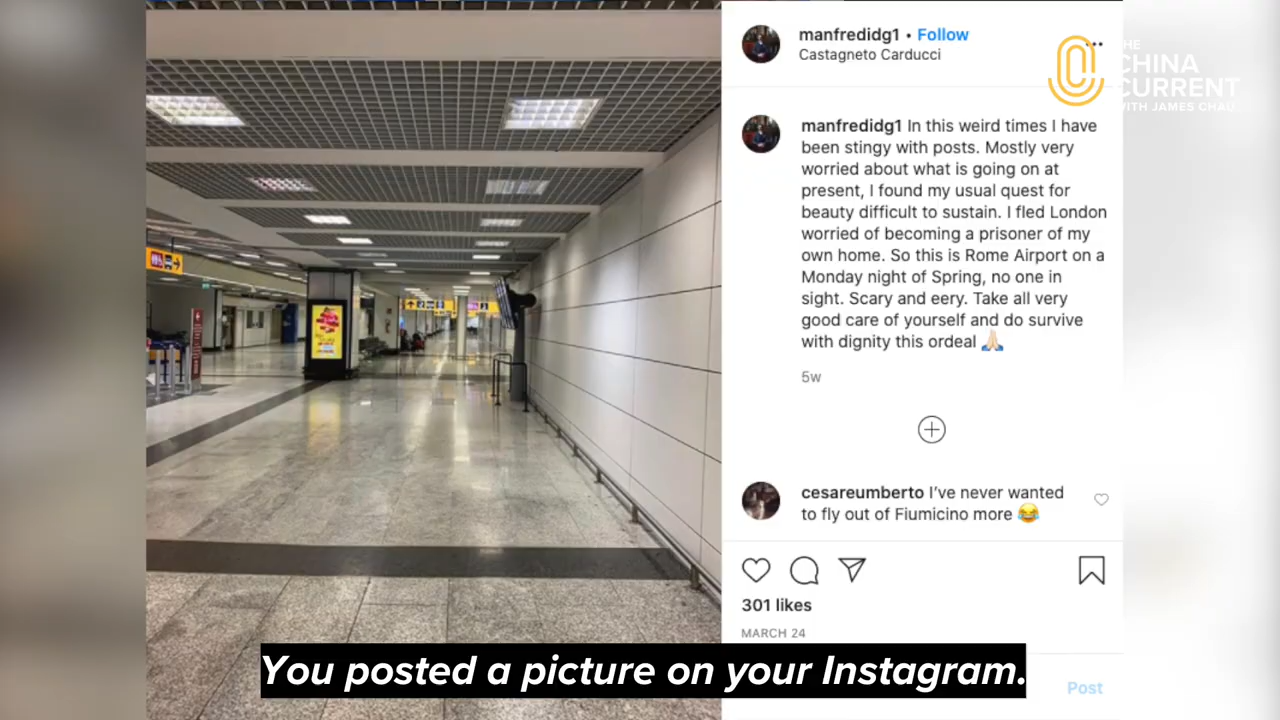 manfredidg1 • Follow
Castagneto Carducci
THE
CHINA
CURRENT
WITH JAMES CHAU
manfredidg1 In this weird times I have
been stingy with posts. Mostly very
worried about what is going on at
present, I found my usual quest for
beauty difficult to sustain. I fled London
worried of becoming a prisoner of my
own home. So this is Rome Airport on a
Monday night of Spring, no one in
sight. Scary and eery. Take all very
good care of yourself and do survive
with dignity this ordeal 🙏🏻
5w
cesareumberto I've never wanted
to fly out of Fiumicino more 😂
301 likes
MARCH 24
You posted a picture on your Instagram.
Post